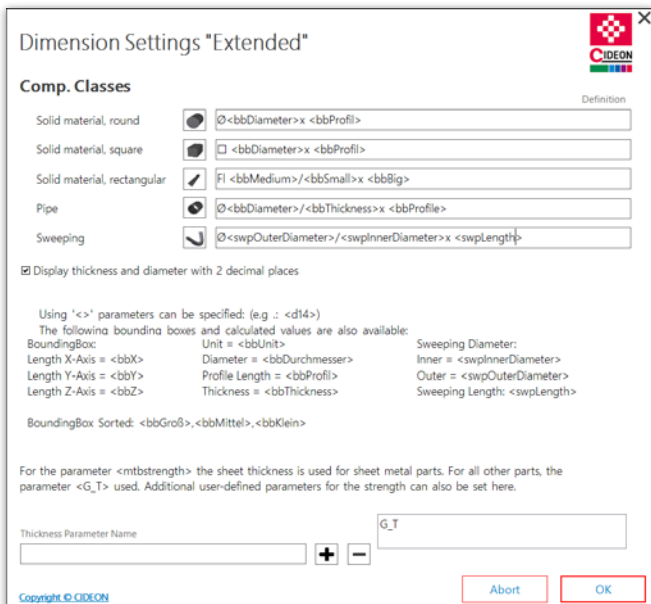 Dimension Settings "Extended"
CIDEON
Comp. Classes
Definition
Solid material, round
Ø<bbDiameter>x <bbProfil>
Solid material, square
□ <bbDiameter>x <bbProfil>
Solid material, rectangular
Fl <bbMedium>/<bbSmall>x <bbBig>
Pipe
Ø<bbDiameter>/<bbThickness>x <bbProfile>
Sweeping
Ø<swpOuterDiameter>/<swpInnerDiameter>x <swpLength>
Display thickness and diameter with 2 decimal places
Using '<>' parameters can be specified: (e.g .: <d14>)
The following bounding boxes and calculated values are also available:
BoundingBox: Unit = <bbUnit> Sweeping Diameter:
Length X-Axis = <bbX> Diameter = <bbDurchmesser> Inner = <swpInnerDiameter>
Length Y-Axis = <bbY> Profile Length = <bbProfil> Outer = <swpOuterDiameter>
Length Z-Axis = <bbZ> Thickness = <bbThickness> Sweeping Length: <swpLength>
BoundingBox Sorted: <bbGroß>,<bbMittel>,<bbKlein>
For the parameter <mtbstrength> the sheet thickness is used for sheet metal parts. For all other parts, the
parameter <G_T> used. Additional user-defined parameters for the strength can also be set here.
G_T
Thickness Parameter Name
Copyright © CIDEON
Abort
OK